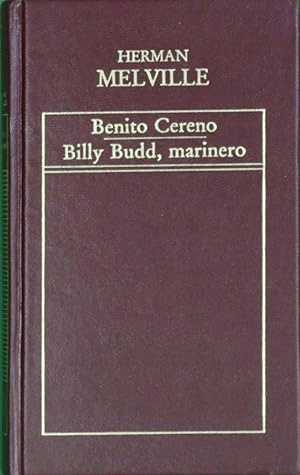 HERMAN
MELVILLE
Benito Cereno
Billy Budd, marinero